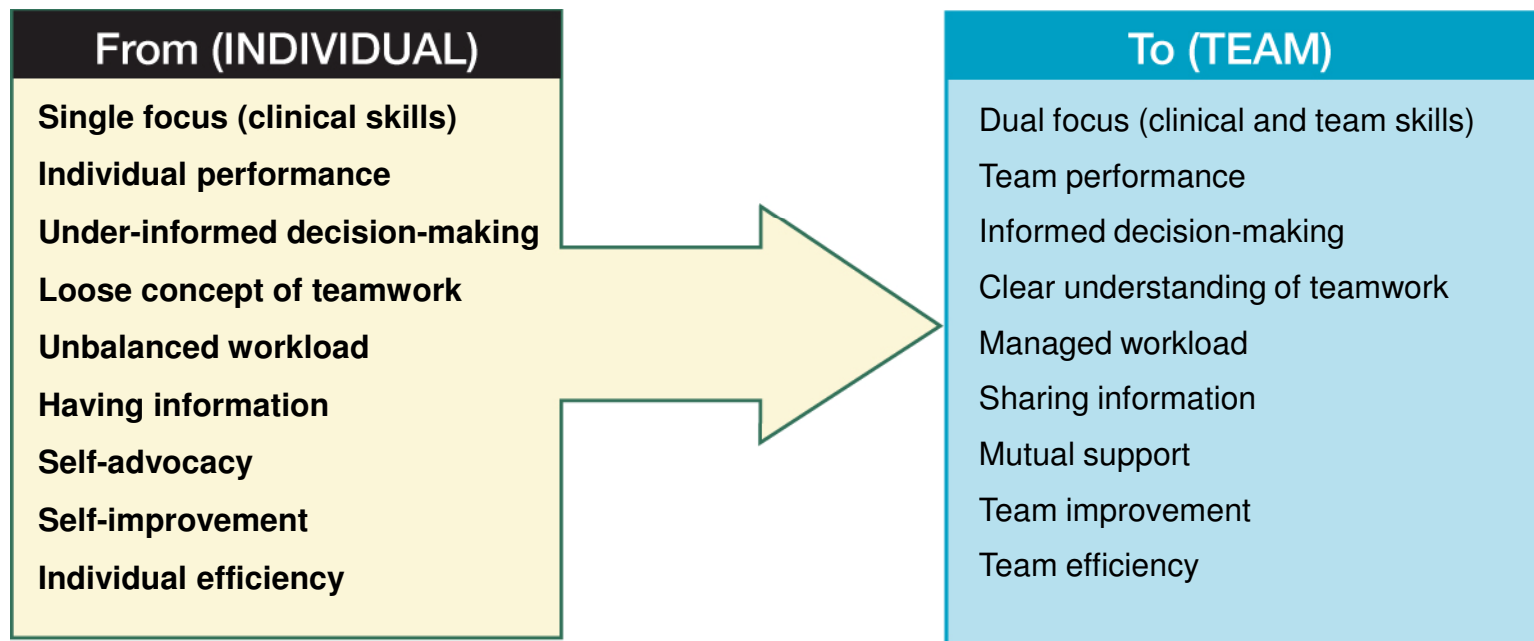 From (INDIVIDUAL)
Single focus (clinical skills)
Individual performance
Under-informed decision-making
Loose concept of teamwork
Unbalanced workload
Having information
Self-advocacy
Self-improvement
Individual efficiency
To (TEAM)
Dual focus (clinical and team skills)
Team performance
Informed decision-making
Clear understanding of teamwork
Managed workload
Sharing information
Mutual support
Team improvement
Team efficiency